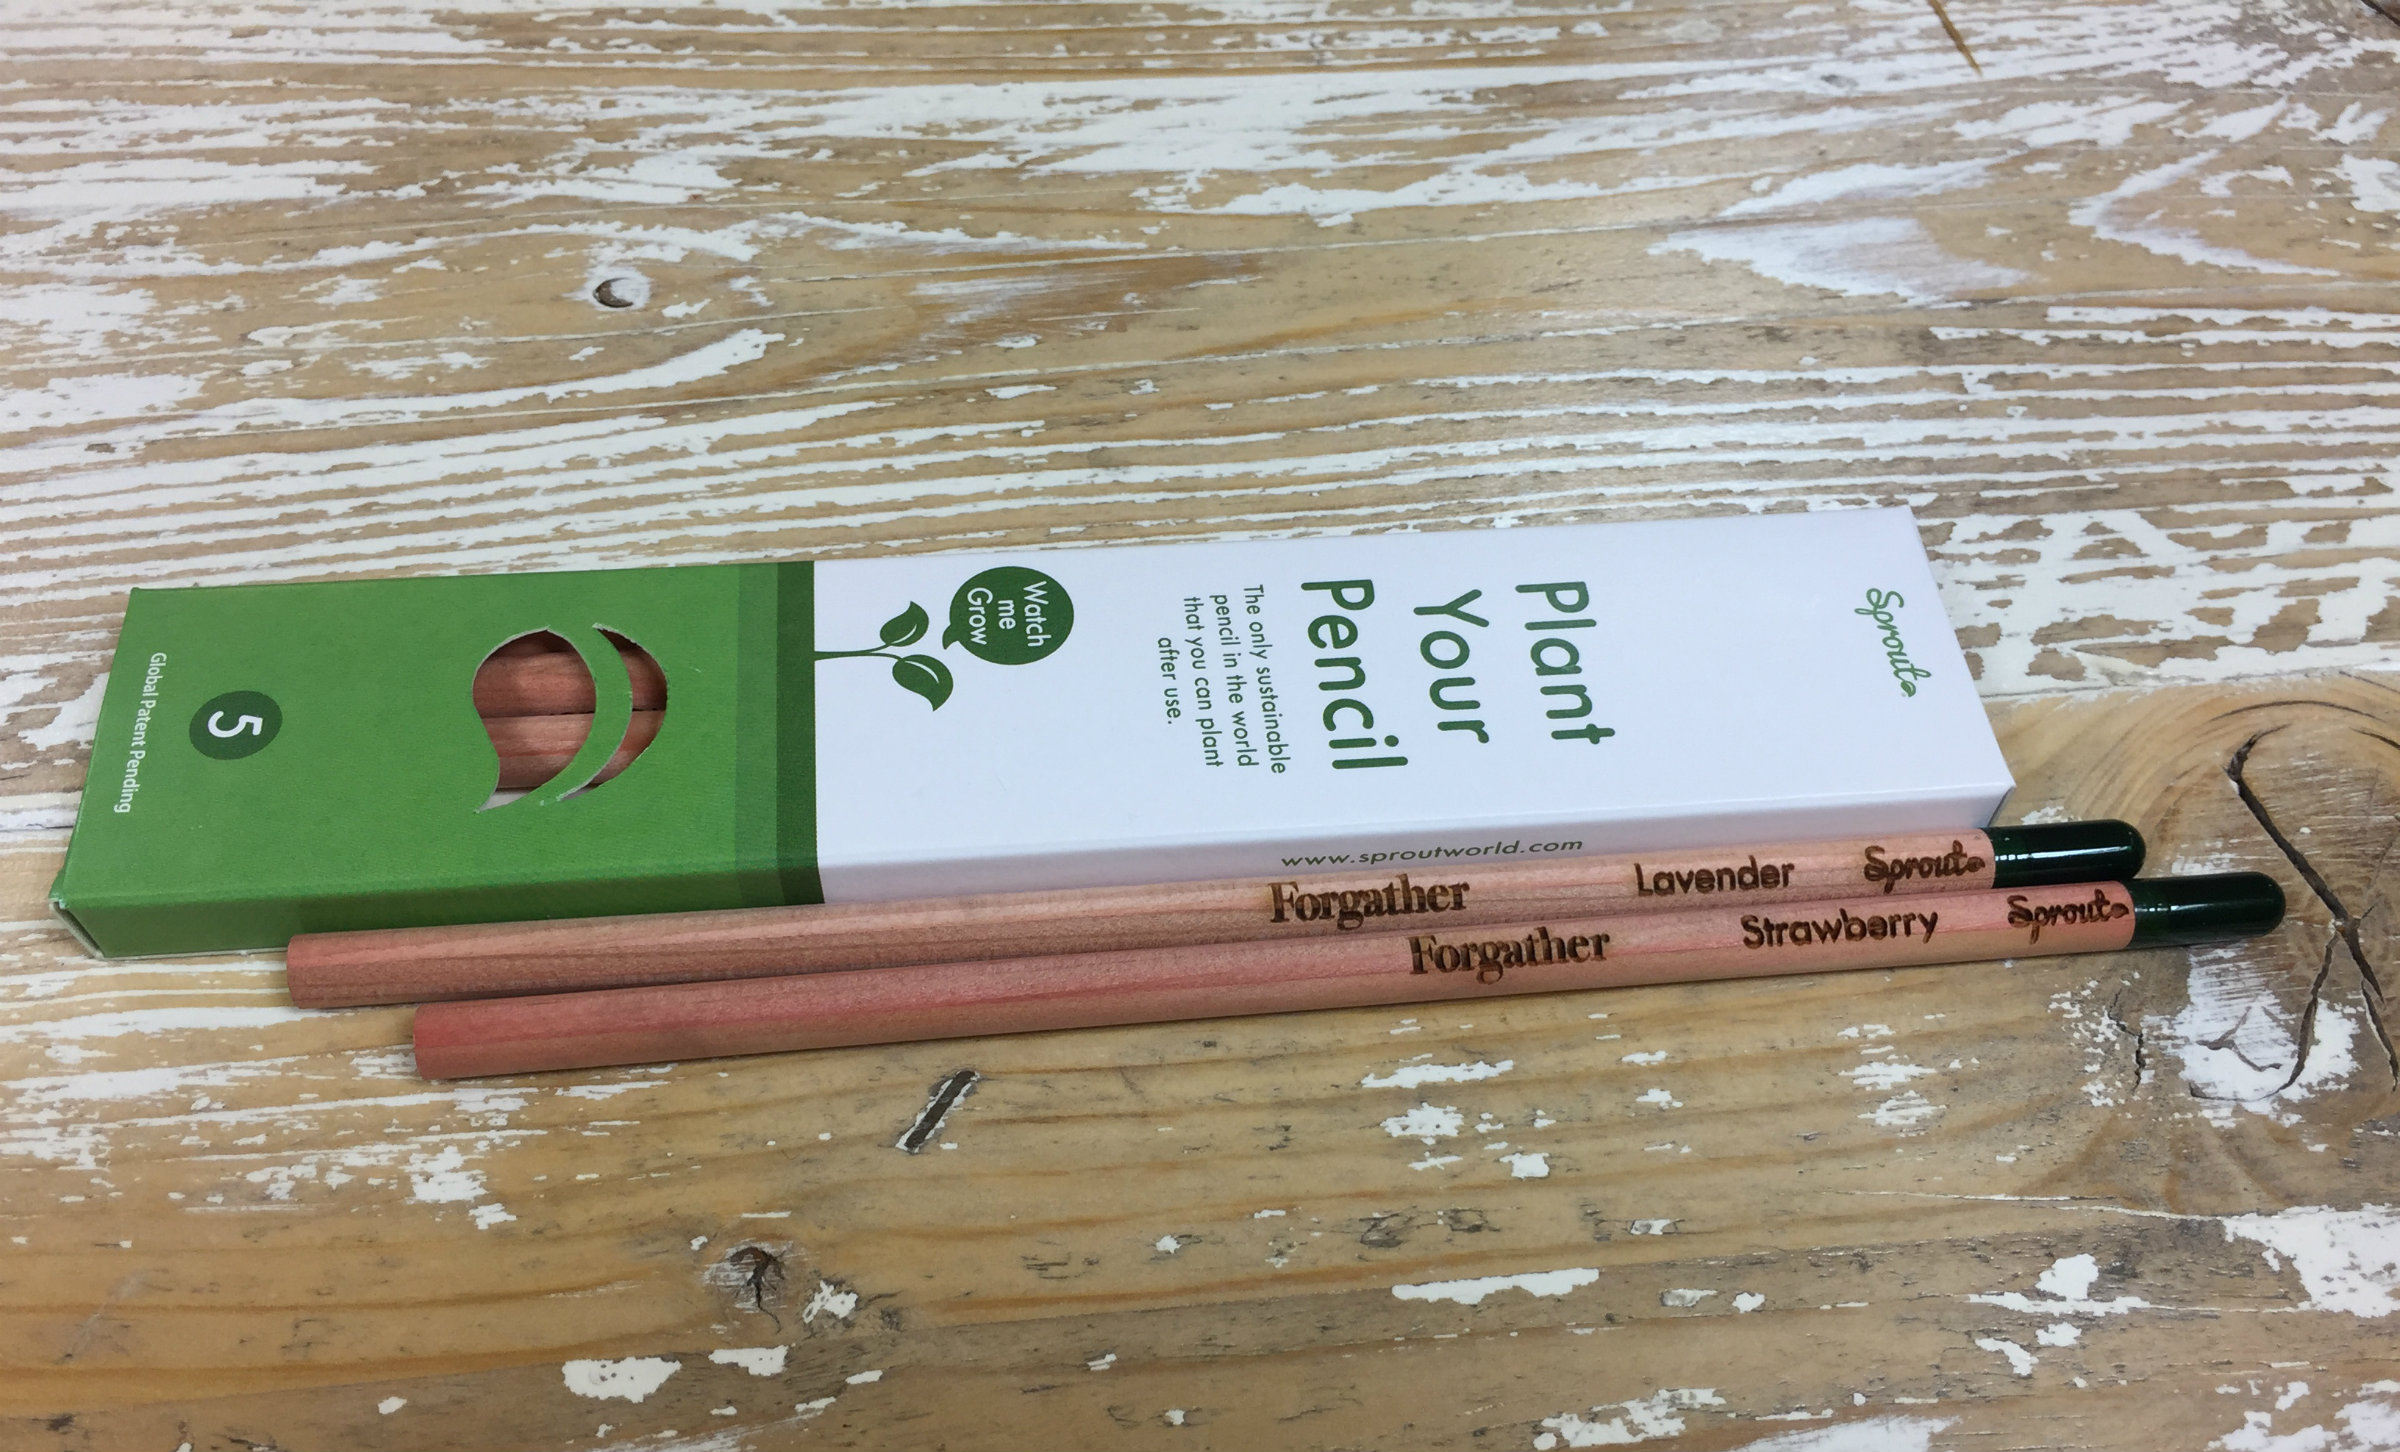 Sprout
Plant
Your
Pencil
The only sustainable
pencil in the world
that you can plant
after use.
Watch
me
Grow
5
Global Patent Pending
www.sproutworld.com
Forgather Lavender Sprout
Forgather Strawberry Sprout